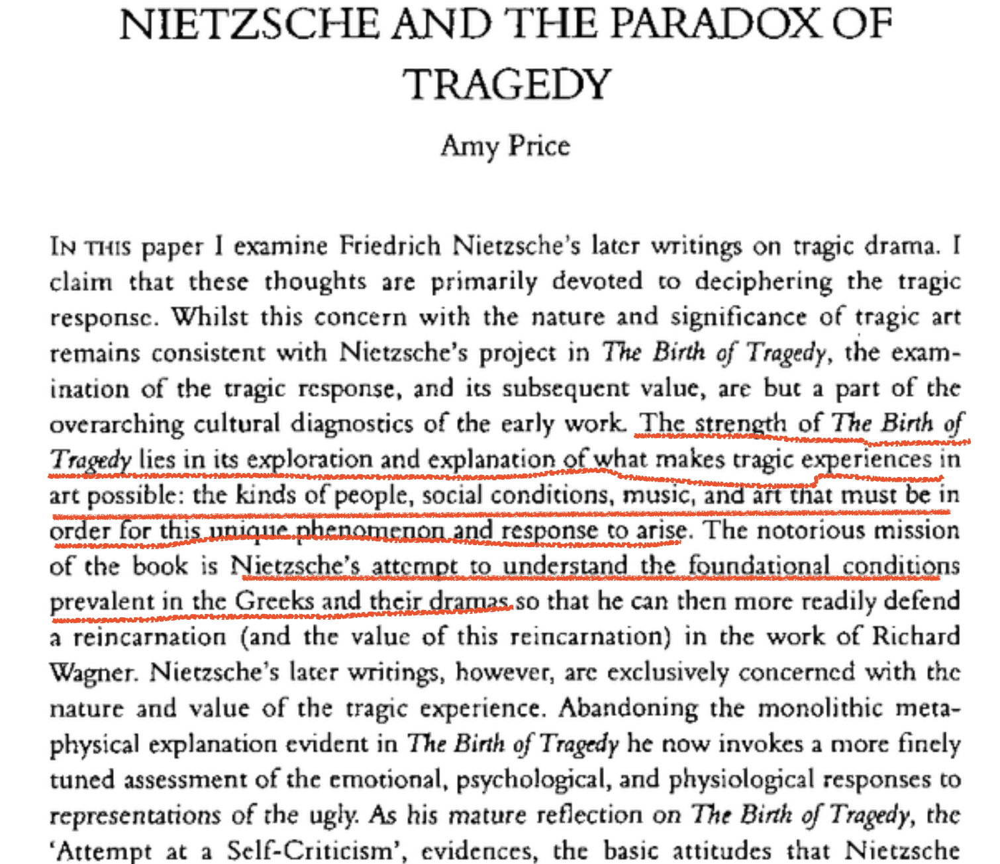 NIETZSCHE AND THE PARADOX OF
TRAGEDY
Amy Price
IN THIS paper I examine Friedrich Nietzsche's later writings on tragic drama. I
claim that these thoughts are primarily devoted to deciphering the tragic
response. Whilst this concern with the nature and significance of tragic art
remains consistent with Nietzsche's project in The Birth of Tragedy, the exam-
ination of the tragic response, and its subsequent value, are but a part of the
overarching cultural diagnostics of the early work. The strength of The Birth of
Tragedy lies in its exploration and explanation of what makes tragic experiences in
art possible: the kinds of people, social conditions, music, and art that must be in
order for this unique phenomenon and response to arise. The notorious mission
of the book is Nietzsche's attempt to understand the foundational conditions
prevalent in the Greeks and their dramas so that he can then more readily defend
a reincarnation (and the value of this reincarnation) in the work of Richard
Wagner. Nietzsche's later writings, however, are exclusively concerned with the
nature and value of the tragic experience. Abandoning the monolithic meta-
physical explanation evident in The Birth of Tragedy he now invokes a more finely
tuned assessment of the emotional, psychological, and physiological responses to
representations of the ugly. As his mature reflection on The Birth of Tragedy, the
'Attempt at a Self-Criticism', evidences, the basic attitudes that Nietzsche